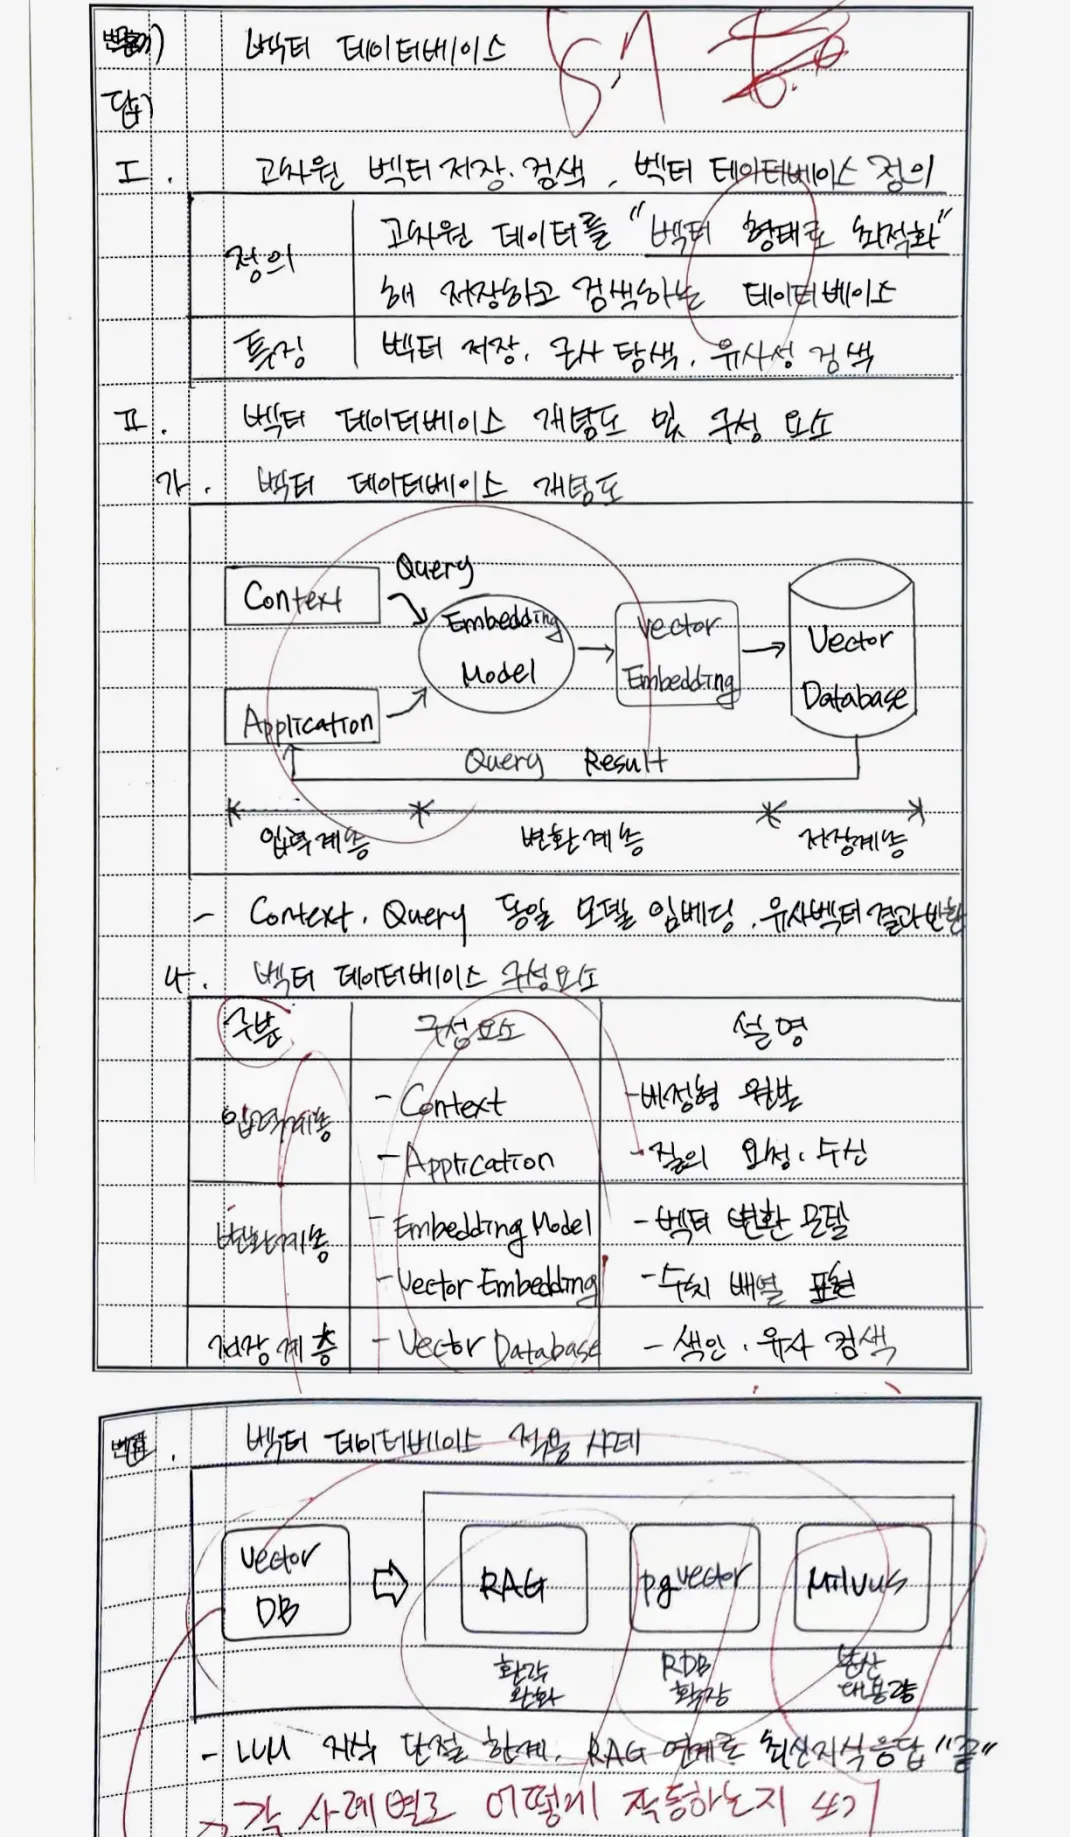 벡터 데이터베이스
5.7
답)
I. 고차원 벡터저장·검색, 벡터 데이터베이스 정의
정의
고차원 데이터를 "벡터 형태로 최적화"
해 저장하고 검색하는 데이터베이스
특징
벡터 저장, 근사 탐색, 유사성 검색
II. 벡터 데이터베이스 개념도 및 구성 요소
가. 벡터 데이터베이스 개념도
Query
Context
Embedding
Model
Vector
Embedding
Vector
Database
Application
Query Result
입력계층
변환계층
저장계층
- Context, Query 동일 모델 임베딩, 유사벡터 결과반환
나. 벡터 데이터베이스 구성요소
구분 구성요소 설명
입력계층
- Context - 비정형 원본
- Application - 질의 요청·수신
변환계층
- Embedding Model - 벡터 변환 모델
- Vector Embedding - 수치 배열 표현
저장계층 - Vector Database - 색인·유사 검색
벡터 데이터베이스 적용 사례
Vector
DB
RAG
pgvector
Milvus
환각
완화
RDB
확장
분산
대용량
- LLM 지식 단절 한계, RAG 연계로 최신지식응답 "끝"
각 사례별로 어떻게 작동하는지 쓰기